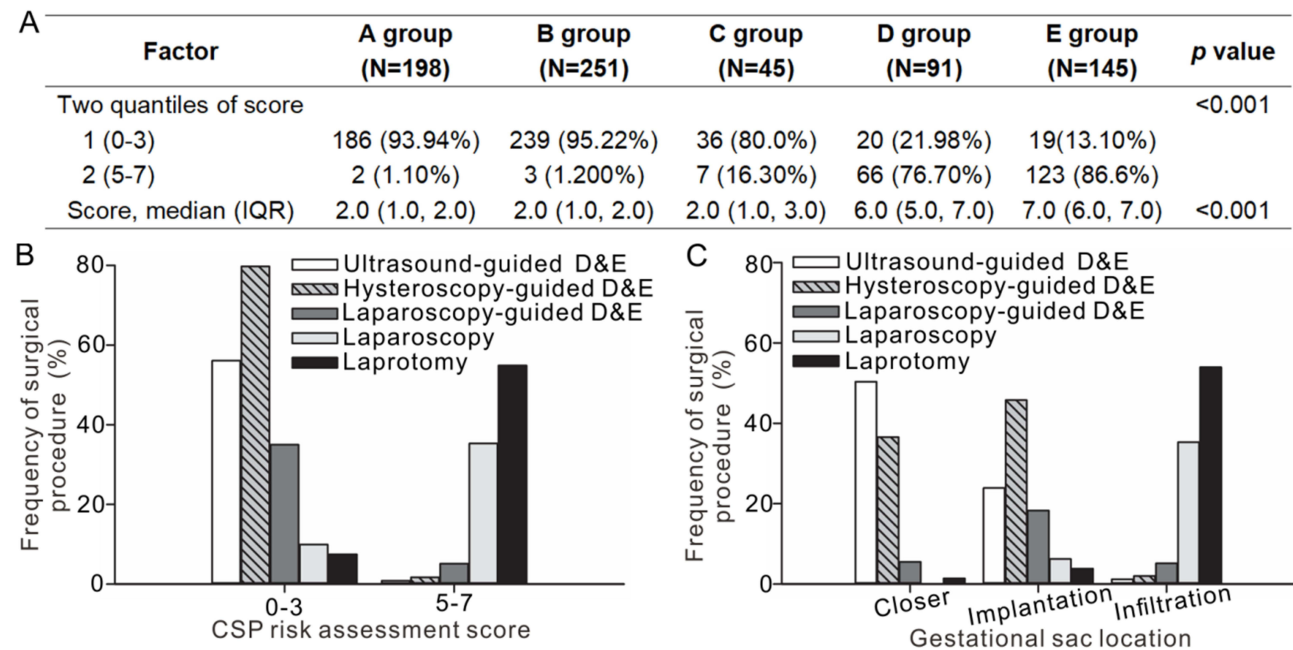 A
Factor A group (N=198) B group (N=251) C group (N=45) D group (N=91) E group (N=145) p value
Two quantiles of score <0.001
1 (0-3) 186 (93.94%) 239 (95.22%) 36 (80.0%) 20 (21.98%) 19(13.10%)
2 (5-7) 2 (1.10%) 3 (1.200%) 7 (16.30%) 66 (76.70%) 123 (86.6%)
Score, median (IQR) 2.0 (1.0, 2.0) 2.0 (1.0, 2.0) 2.0 (1.0, 3.0) 6.0 (5.0, 7.0) 7.0 (6.0, 7.0) <0.001
B
Frequency of surgical
procedure (%)
80
60
40
20
0
Ultrasound-guided D&E
Hysteroscopy-guided D&E
Laparoscopy-guided D&E
Laparoscopy
Laprotomy
0-3 5-7
CSP risk assessment score
C
Frequency of surgical
procedure (%)
80
60
40
20
0
Ultrasound-guided D&E
Hysteroscopy-guided D&E
Laparoscopy-guided D&E
Laparoscopy
Laprotomy
Closer Implantation Infiltration
Gestational sac location